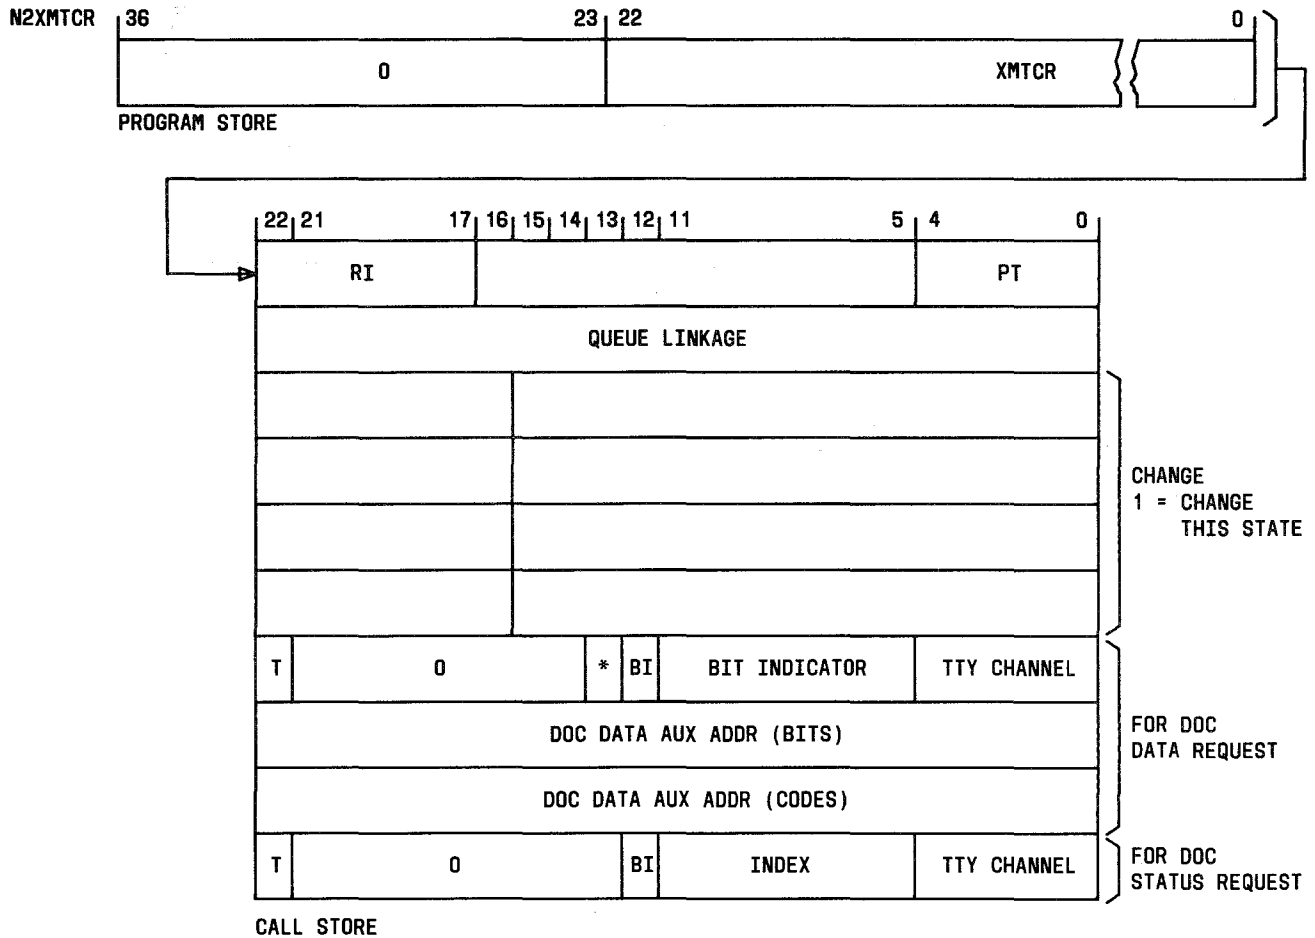 N2XMTCR 36 23 22 0
0 XMTCR
PROGRAM STORE
22 21 17 16 15 14 13 12 11 5 4 0
RI PT
QUEUE LINKAGE
CHANGE
1 = CHANGE
THIS STATE
T 0 * BI BIT INDICATOR TTY CHANNEL
DOC DATA AUX ADDR (BITS)
FOR DOC
DATA REQUEST
DOC DATA AUX ADDR (CODES)
T 0 BI INDEX TTY CHANNEL
FOR DOC
STATUS REQUEST
CALL STORE